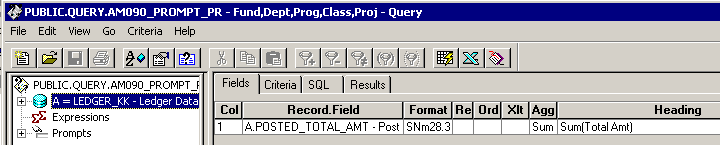 PUBLIC.QUERY.AM090_PROMPT_PR - Fund,Dept,Prog,Class,Proj - Query
File Edit View Go Criteria Help
PUBLIC.QUERY.AM090_PROMPT_P
A = LEDGER_KK - Ledger Data
Expressions
Prompts
Fields Criteria SQL Results
Col Record.Field Format Re Ord Xlt Agg Heading
1 A.POSTED_TOTAL_AMT - Post SNm28.3 Sum Sum(Total Amt)